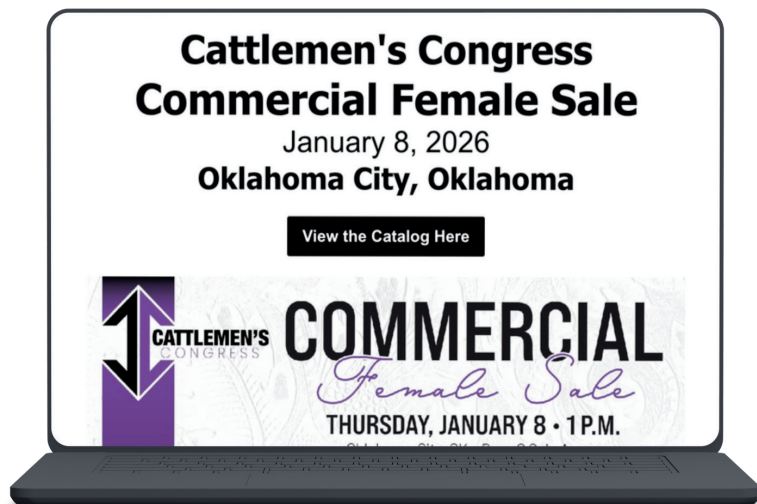 Cattlemen's Congress
Commercial Female Sale
January 8, 2026
Oklahoma City, Oklahoma
View the Catalog Here
CATTLEMEN'S
CONGRESS
COMMERCIAL
Female Sale
THURSDAY, JANUARY 8 • 1 P.M.